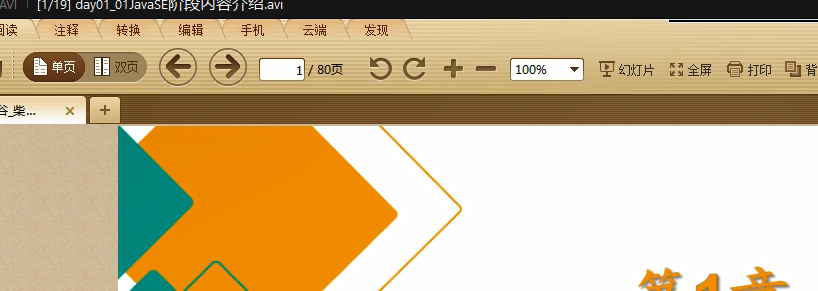 AVI [1/19] day01_01JavaSE阶段内容介绍.avi
阅读 注释 转换 编辑 手机 云端 发现
单页 双页 1 / 80页 100% 幻灯片 全屏 打印 背
谷_柴...
第1章